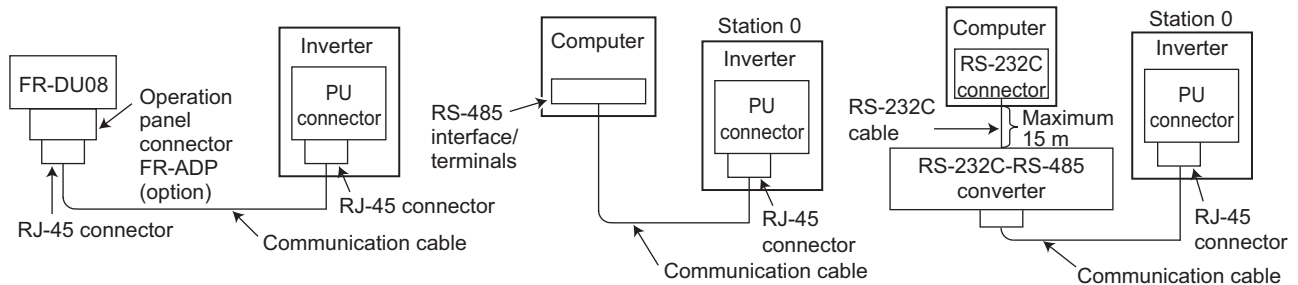 FR-DU08
Operation
panel
connector
FR-ADP
(option)
RJ-45 connector
Inverter
PU
connector
RJ-45 connector
Communication cable
Computer
RS-485
interface/
terminals
Station 0
Inverter
PU
connector
RJ-45
connector
Communication cable
Computer
RS-232C
connector
RS-232C
cable
Maximum
15 m
RS-232C-RS-485
converter
Station 0
Inverter
PU
connector
RJ-45
connector
Communication cable